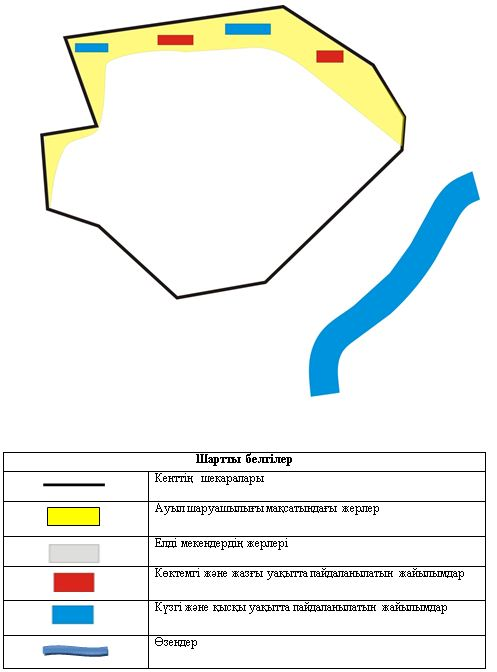 Шартты белгілер
Кенттің шекаралары
Ауыл шаруашылығы мақсатындағы жерлер
Елді мекендердің жерлері
Көктемгі және жазғы уақытта пайдаланылатын жайылымдар
Күзгі және қысқы уақытта пайдаланылатын жайылымдар
Өзендер